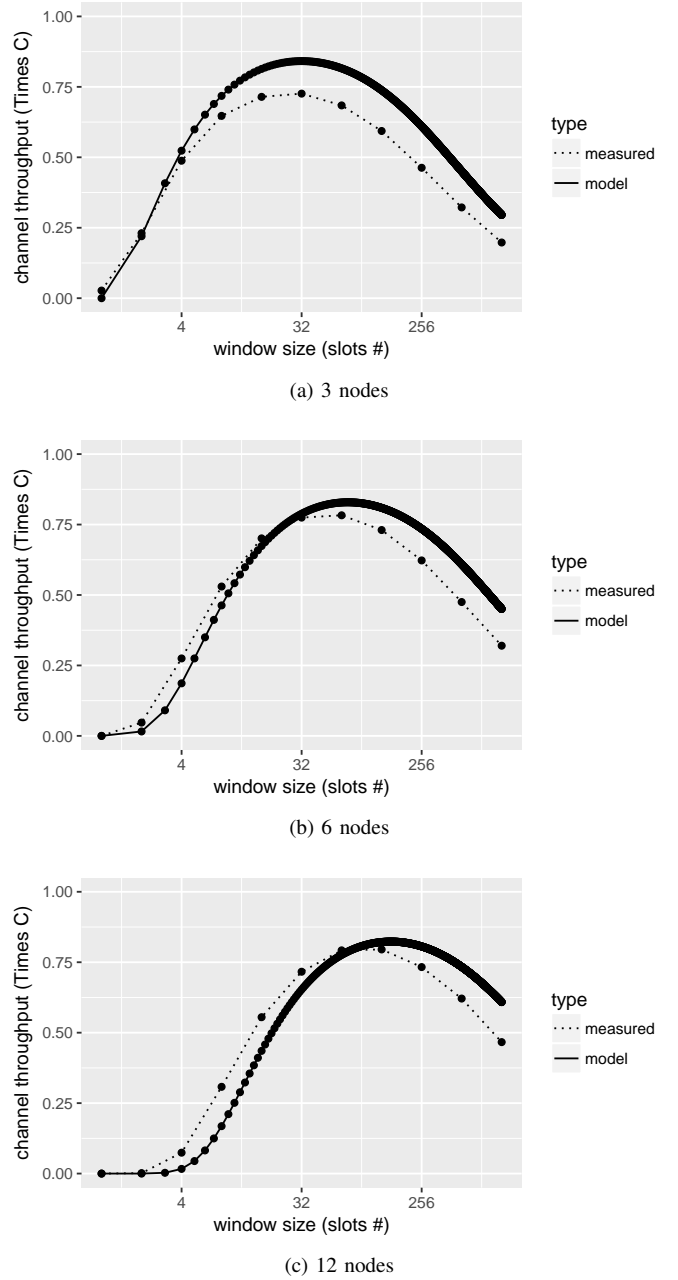 1.00
0.75
0.50
0.25
0.00
channel throughput (Times C)
4
32
256
window size (slots #)
type
measured
model
(a) 3 nodes
1.00
0.75
0.50
0.25
0.00
channel throughput (Times C)
4
32
256
window size (slots #)
type
measured
model
(b) 6 nodes
1.00
0.75
0.50
0.25
0.00
channel throughput (Times C)
4
32
256
window size (slots #)
type
measured
model
(c) 12 nodes